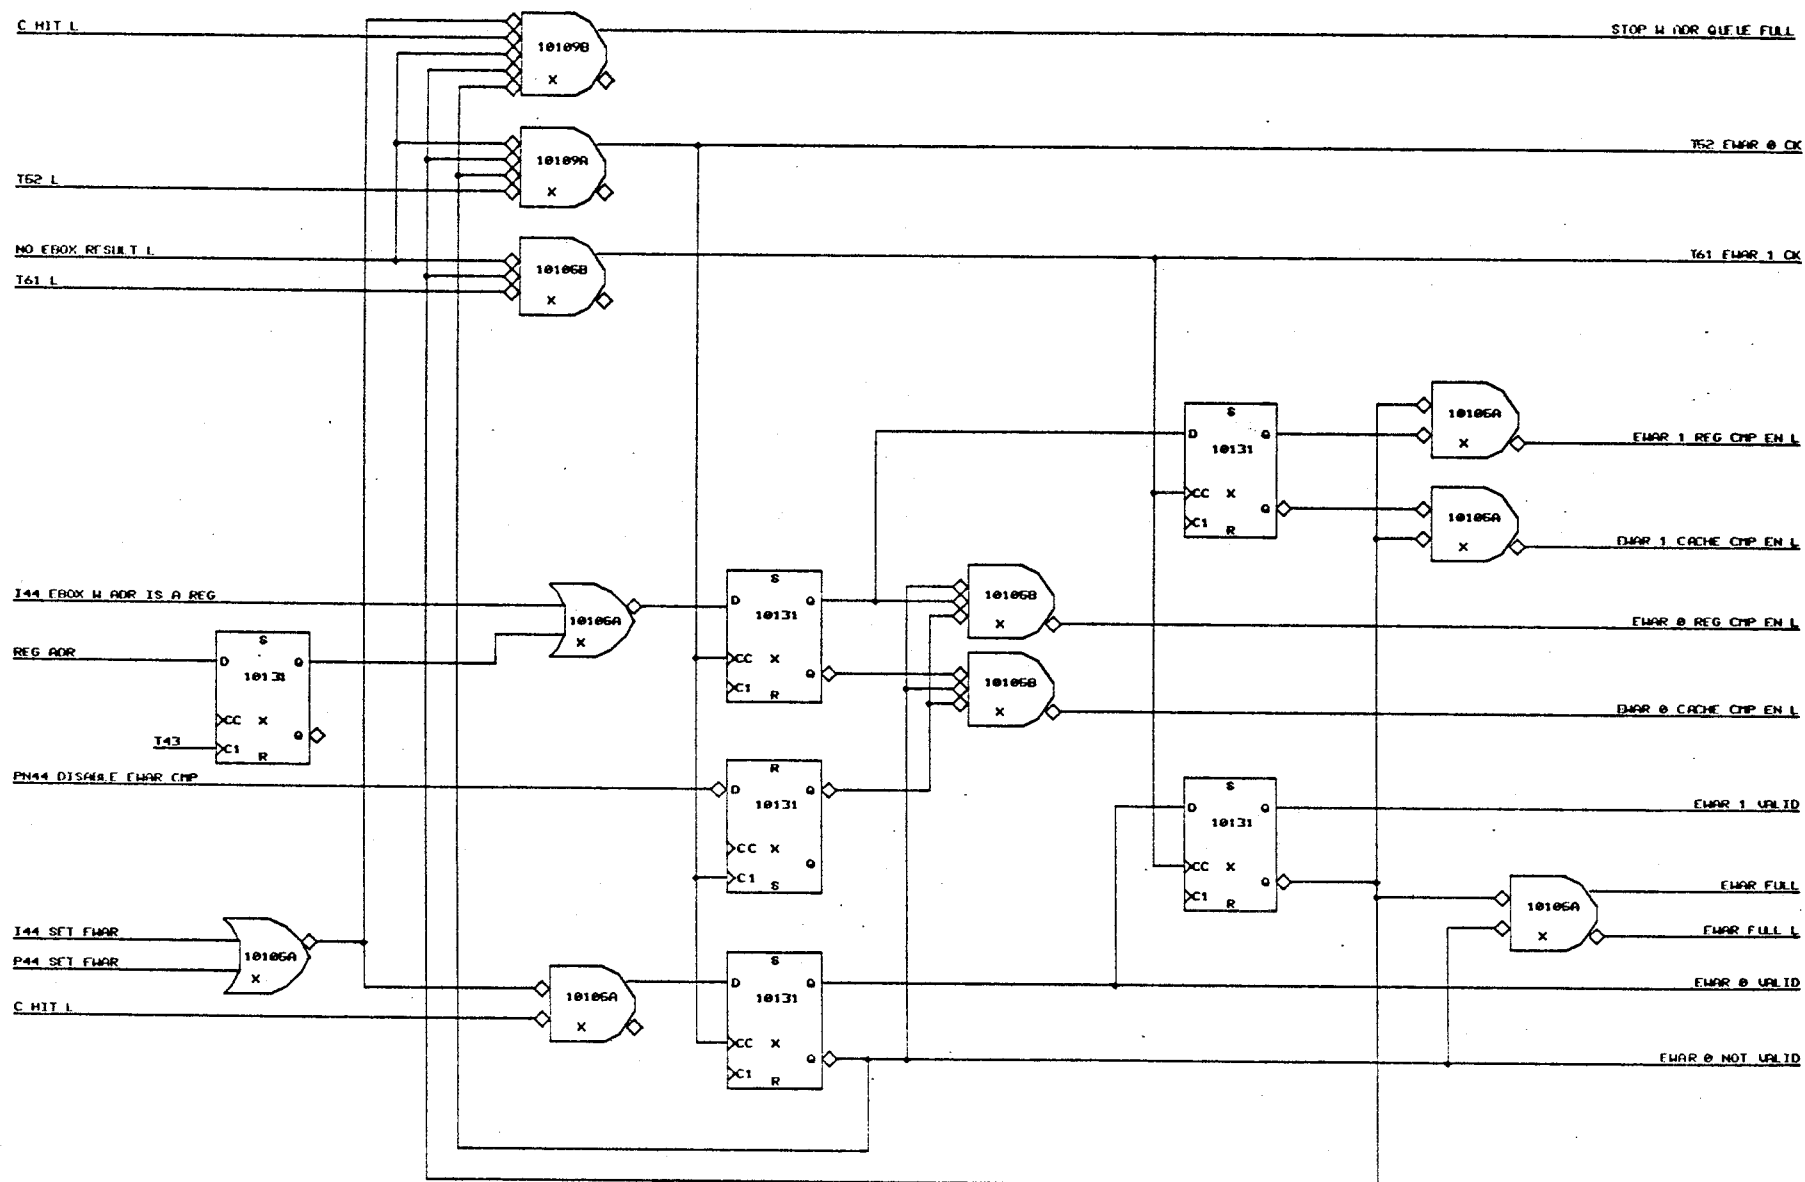 C HIT L
10109B
X
STOP W ADR QUEUE FULL
10109A
X
T52 EWAR 0 CK
T52 L
NO EBOX RESULT L
10106B
X
T61 EWAR 1 CK
T61 L
10106A
X
EWAR 1 REG CMP EN L
S
D Q
10131
CC X
Q
C1
R
10106A
X
EWAR 1 CACHE CMP EN L
I44 EBOX W ADR IS A REG
10106A
X
S
D Q
10131
CC X
Q
C1
R
10106B
X
EWAR 0 REG CMP EN L
REG ADR
S
D Q
10131
CC X
Q
T43
C1
R
10106B
X
EWAR 0 CACHE CMP EN L
PN44 DISABLE EWAR CMP
R
D Q
10131
CC X
Q
C1
S
S
D Q
10131
CC X
Q
C1
R
EWAR 1 VALID
10106A
X
EWAR FULL
EWAR FULL L
I44 SET EWAR
P44 SET EWAR
10106A
X
C HIT L
10106A
X
S
D Q
10131
CC X
Q
C1
R
EWAR 0 VALID
EWAR 0 NOT VALID